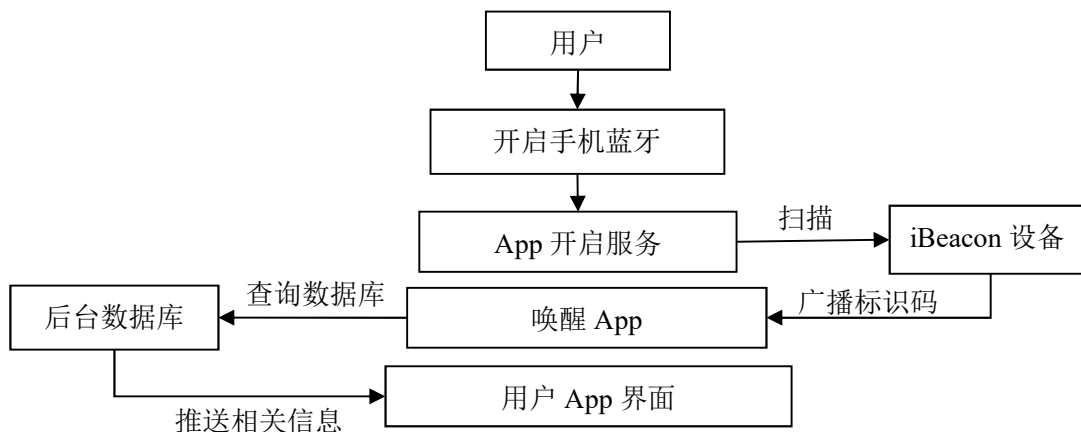 用户
开启手机蓝牙
App 开启服务
扫描
iBeacon 设备
广播标识码
唤醒 App
查询数据库
后台数据库
推送相关信息
用户 App 界面